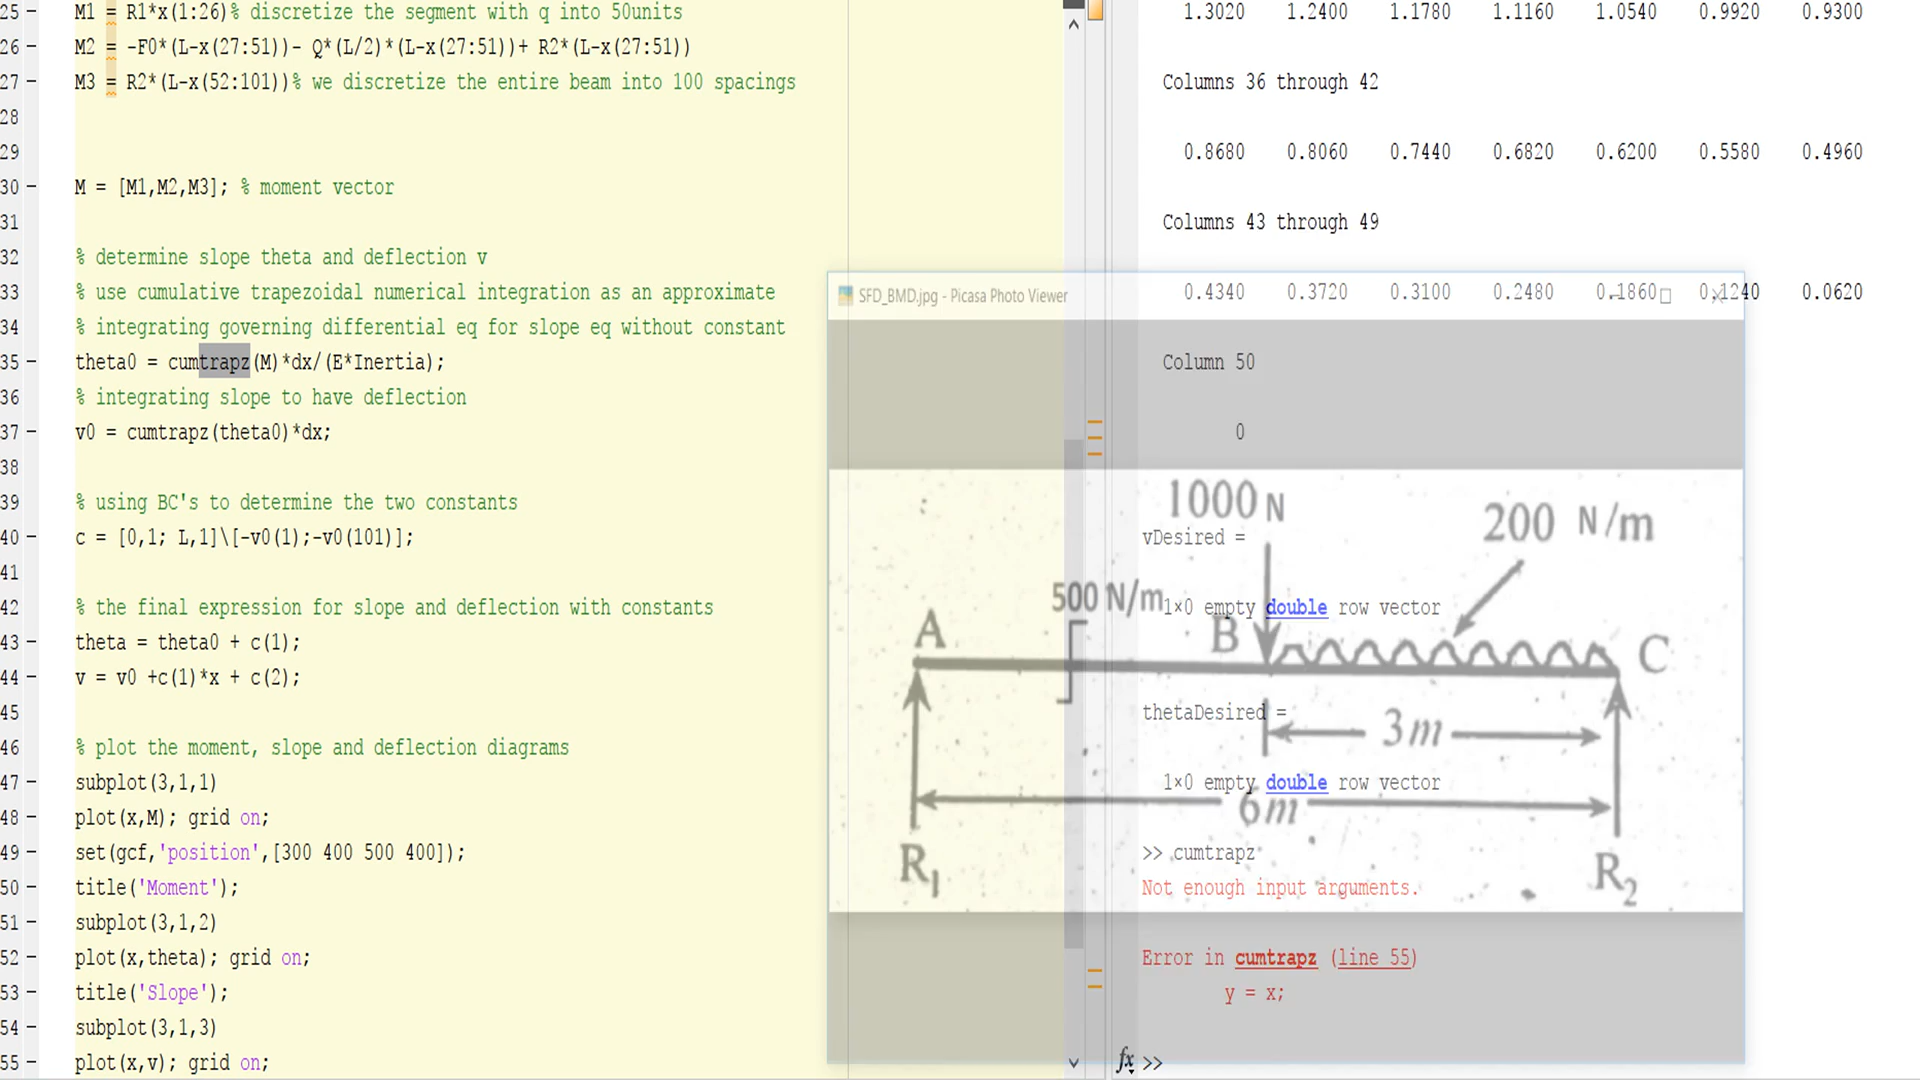 25 – M1 = R1*x(1:26)% discretize the segment with q into 50units
26 – M2 = -F0*(L-x(27:51))- Q*(L/2)*(L-x(27:51))+ R2*(L-x(27:51))
27 – M3 = R2*(L-x(52:101))% we discretize the entire beam into 100 spacings
28
29
30 – M = [M1,M2,M3]; % moment vector
31
32 % determine slope theta and deflection v
33 % use cumulative trapezoidal numerical integration as an approximate
34 % integrating governing differential eq for slope eq without constant
35 – theta0 = cumtrapz(M)*dx/(E*Inertia);
36 % integrating slope to have deflection
37 – v0 = cumtrapz(theta0)*dx;
38
39 % using BC's to determine the two constants
40 – c = [0,1; L,1]\[-v0(1);-v0(101)];
41
42 % the final expression for slope and deflection with constants
43 – theta = theta0 + c(1);
44 – v = v0 +c(1)*x + c(2);
45
46 % plot the moment, slope and deflection diagrams
47 – subplot(3,1,1)
48 – plot(x,M); grid on;
49 – set(gcf,'position',[300 400 500 400]);
50 – title('Moment');
51 – subplot(3,1,2)
52 – plot(x,theta); grid on;
53 – title('Slope');
54 – subplot(3,1,3)
55 – plot(x,v); grid on;
1.3020 1.2400 1.1780 1.1160 1.0540 0.9920 0.9300
Columns 36 through 42
0.8680 0.8060 0.7440 0.6820 0.6200 0.5580 0.4960
Columns 43 through 49
0.4340 0.3720 0.3100 0.2480 0.1860 0.1240 0.0620
Column 50
0
vDesired =
1×0 empty double row vector
thetaDesired =
1×0 empty double row vector
>> cumtrapz
Not enough input arguments.
Error in cumtrapz (line 55)
y = x;
fx >>
SFD_BMD.jpg - Picasa Photo Viewer
1000 N
200 N/m
500 N/m
A
B
C
3m
6m
R1
R2